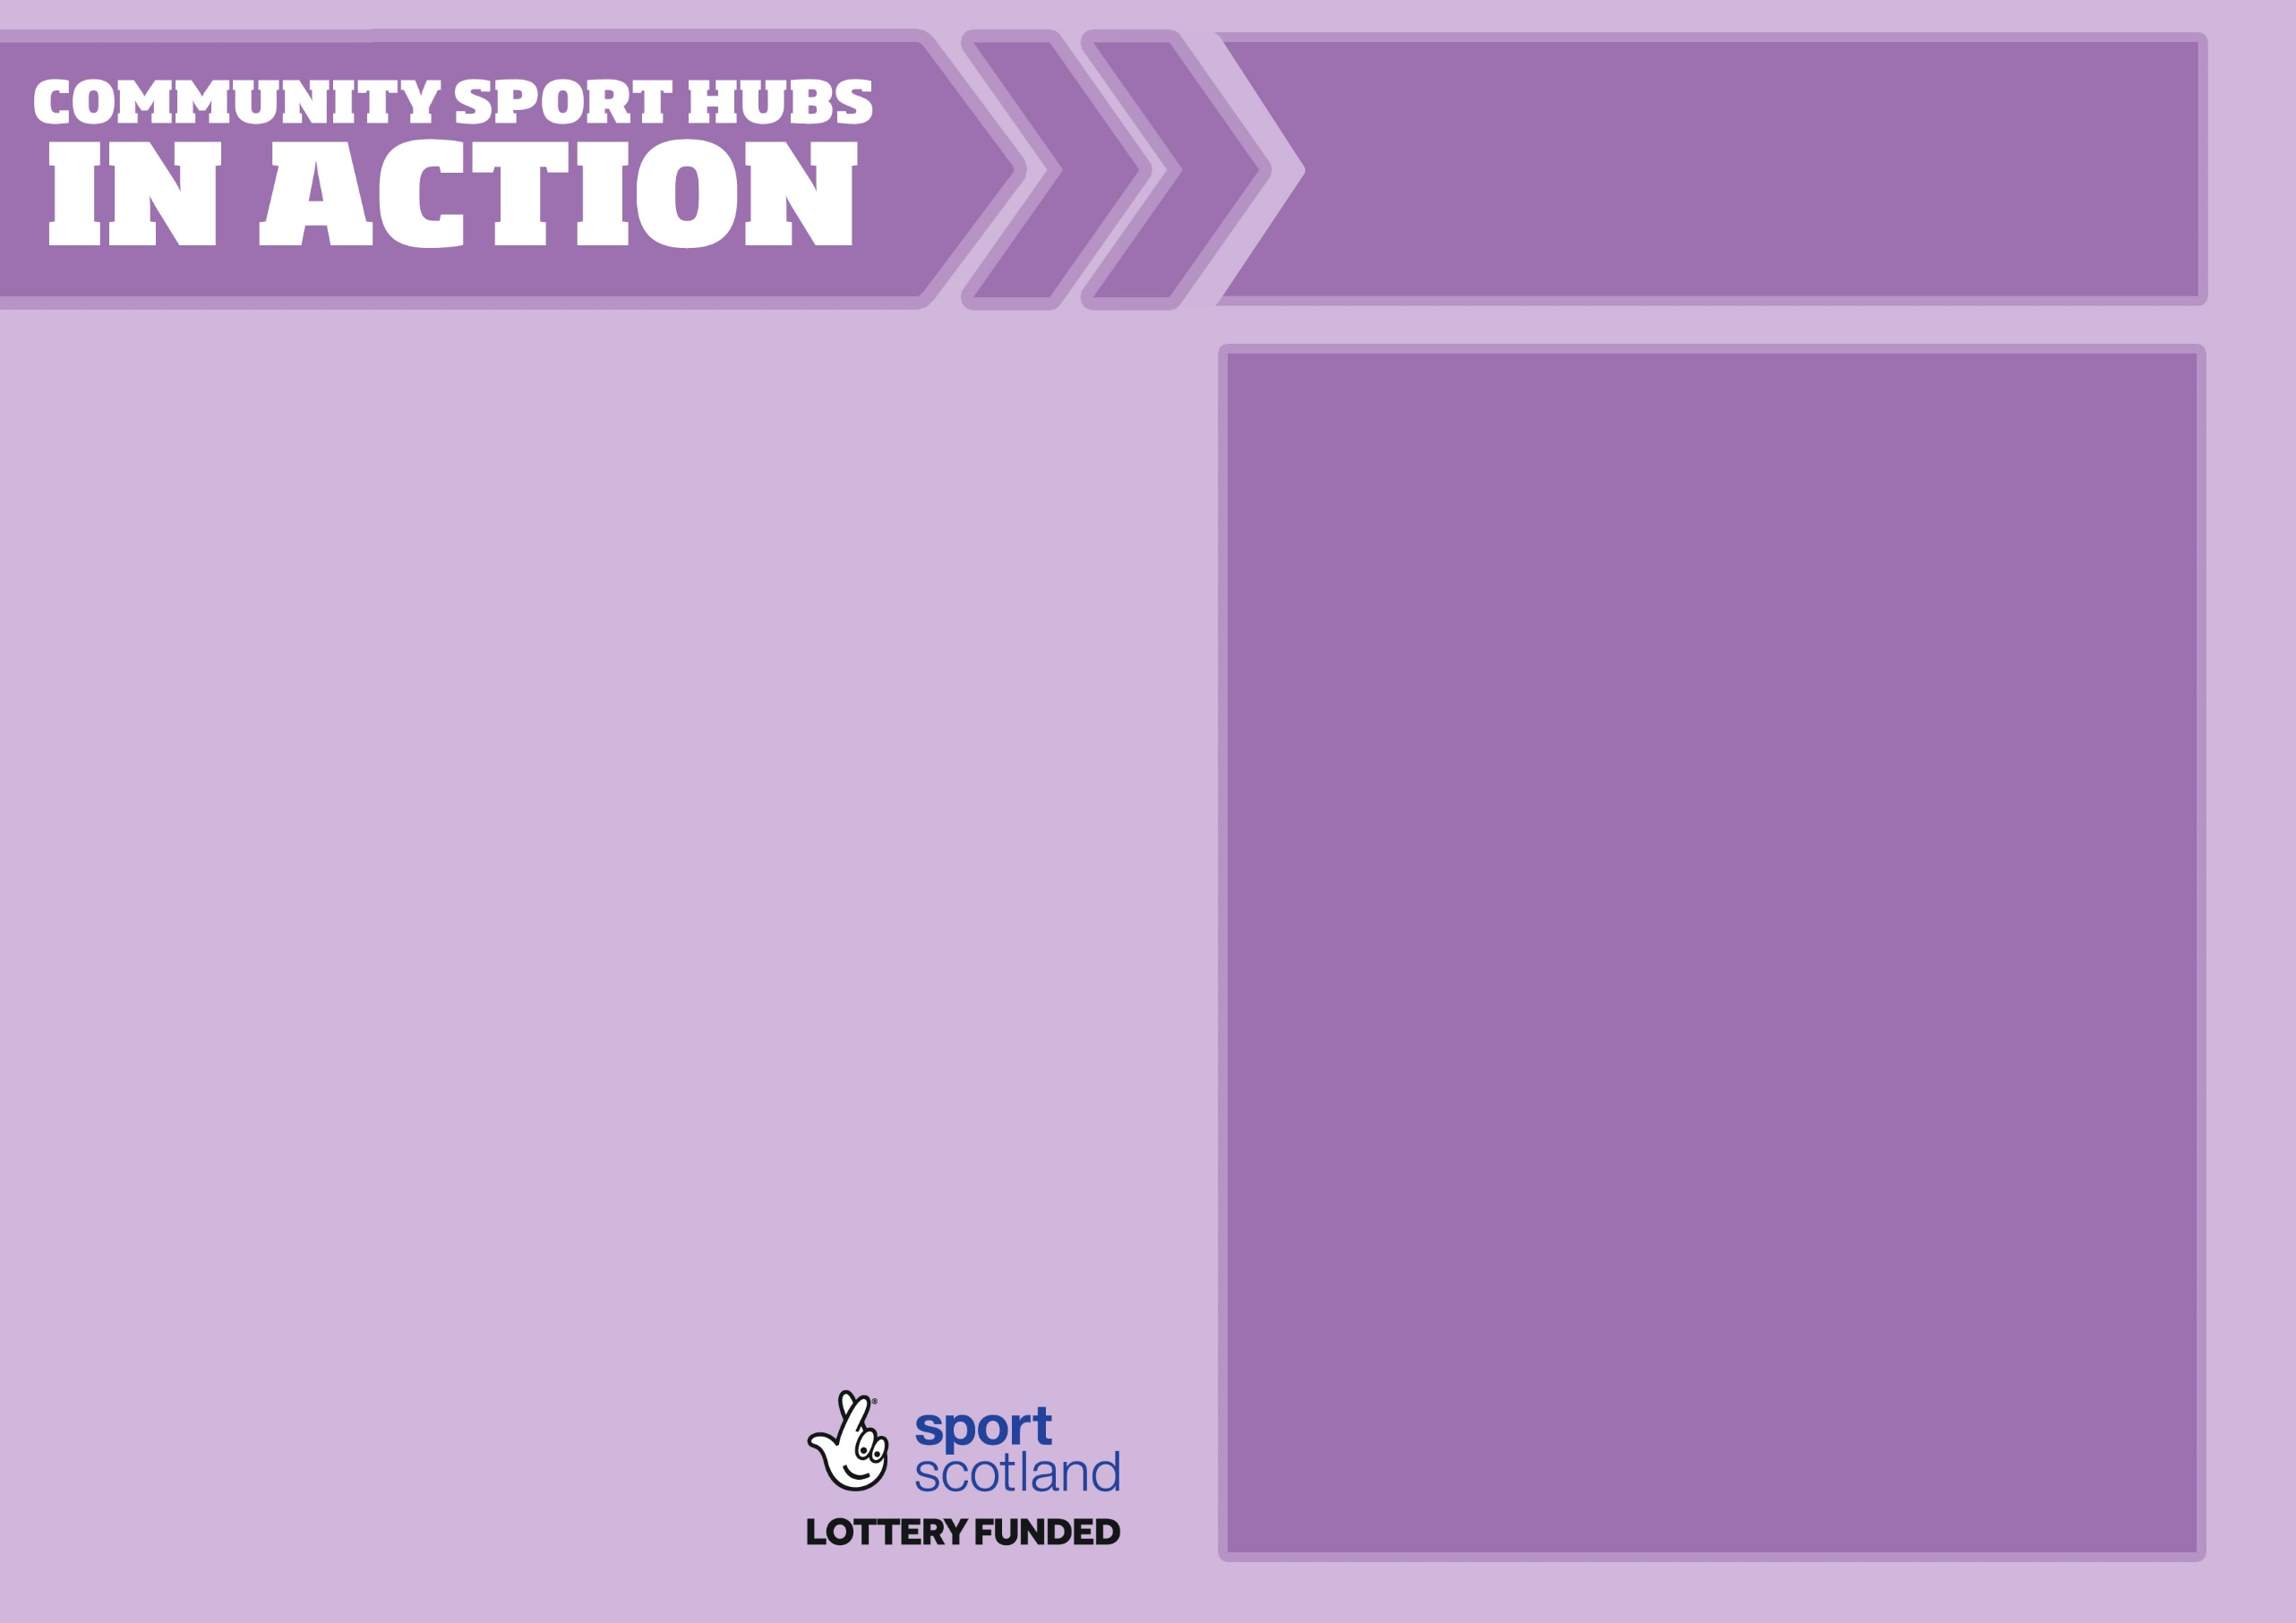 COMMUNITY SPORT HUBS
IN ACTION
®
sport
scotland
LOTTERY FUNDED